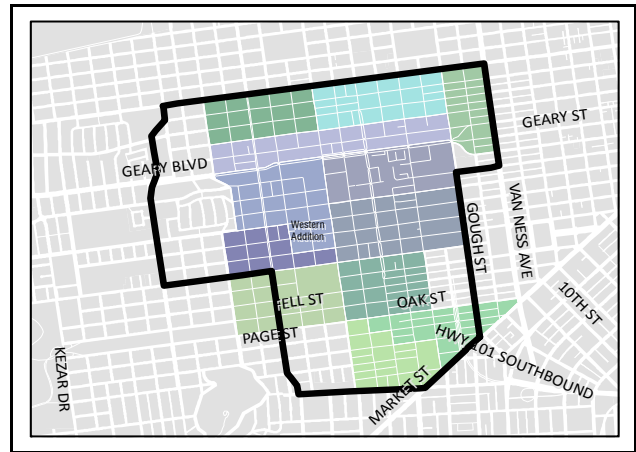 GEARY ST
GEARY BLVD
VAN NESS AVE
GOUGH ST
Western
Addition
10TH ST
FELL ST
OAK ST
PAGE ST
HWY 101 SOUTHBOUND
KEZAR DR
MARKET ST